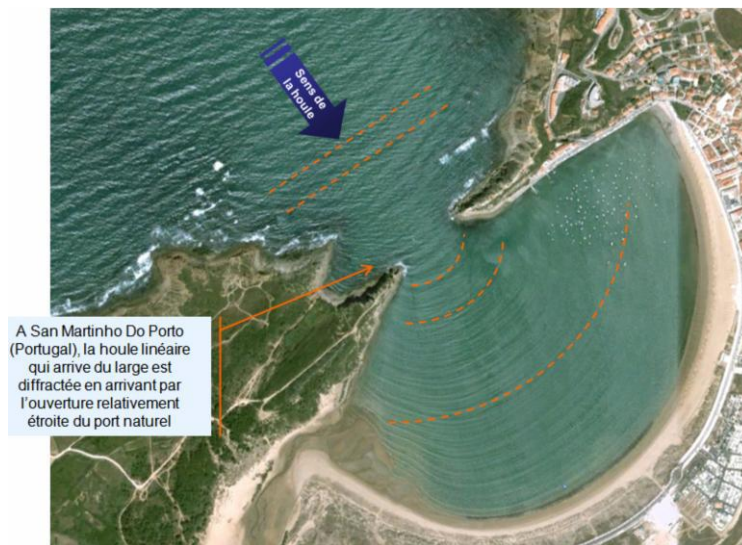 Sens de
la houle
A San Martinho Do Porto
(Portugal), la houle linéaire
qui arrive du large est
diffractée en arrivant par
l'ouverture relativement
étroite du port naturel